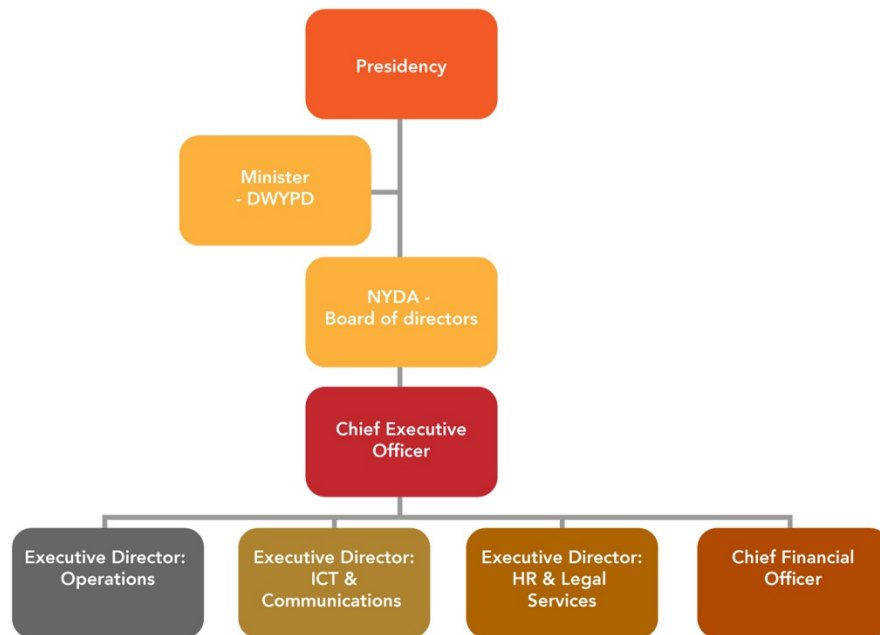 Presidency
Minister
- DWYPD
NYDA -
Board of directors
Chief Executive
Officer
Executive Director:
Operations
Executive Director:
ICT &
Communications
Executive Director:
HR & Legal
Services
Chief Financial
Officer